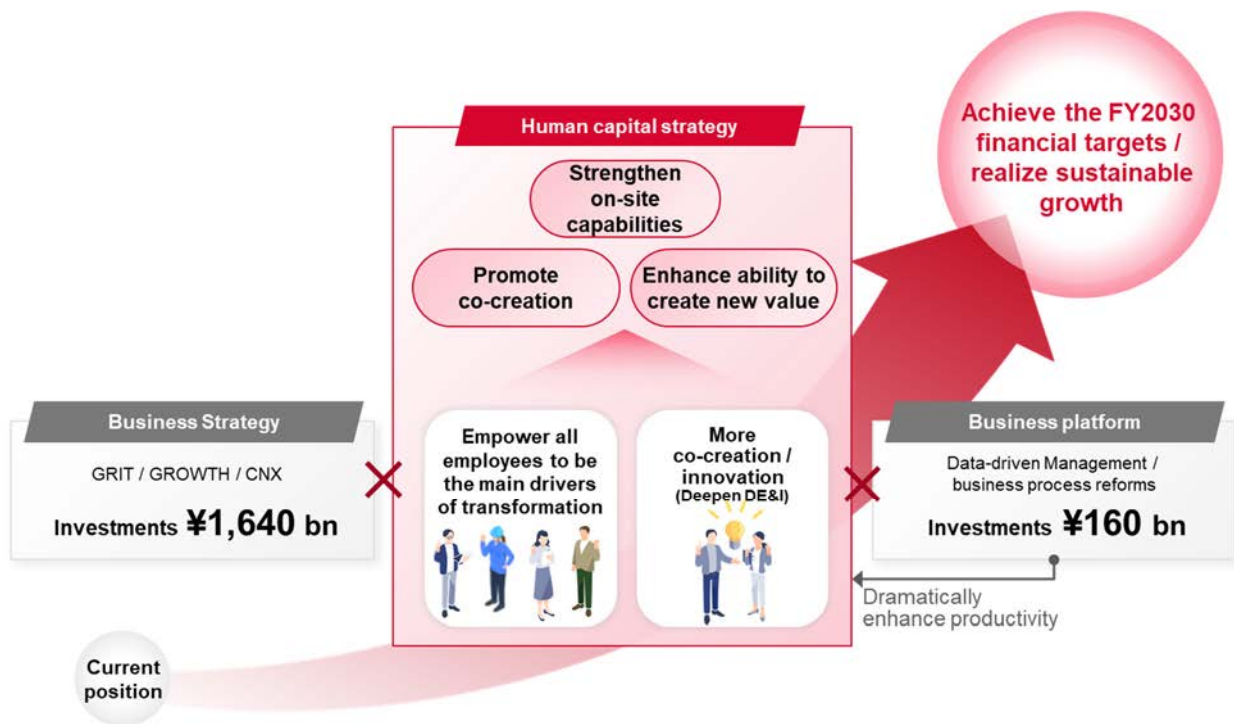 Achieve the FY2030
financial targets /
realize sustainable
growth
Human capital strategy
Strengthen
on-site
capabilities
Promote
co-creation
Enhance ability to
create new value
Business Strategy
GRIT / GROWTH / CNX
Investments ¥1,640 bn
Empower all
employees to be
the main drivers
of transformation
More
co-creation /
innovation
(Deepen DE&I)
Business platform
Data-driven Management /
business process reforms
Investments ¥160 bn
Dramatically
enhance productivity
Current
position